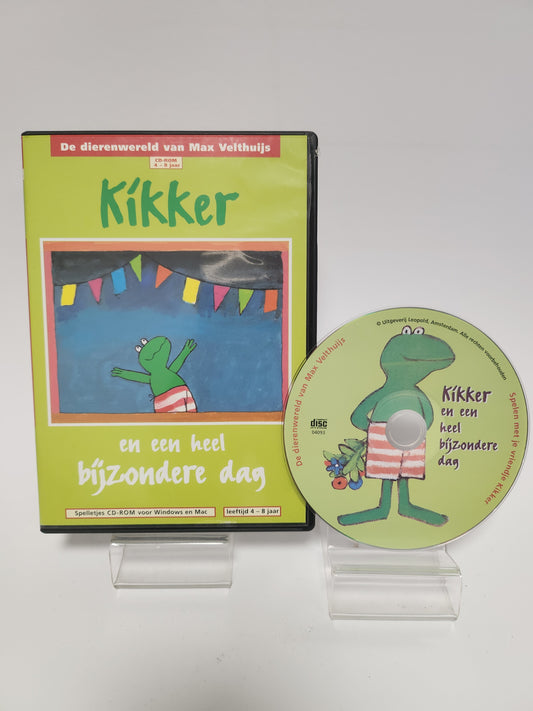 De dierenwereld van Max Velthuijs
CD-ROM
4 – 8 jaar
Kikker
en een heel
bijzondere dag
Spelletjes CD-ROM voor Windows en Mac
leeftijd 4 – 8 jaar
© Uitgeverij Leopold, Amsterdam. Alle rechten voorbehouden
De dierenwereld van Max Velthuijs
Spelen met je vriendje Kikker
Kikker
en een
heel
bijzondere
dag
disc
04093